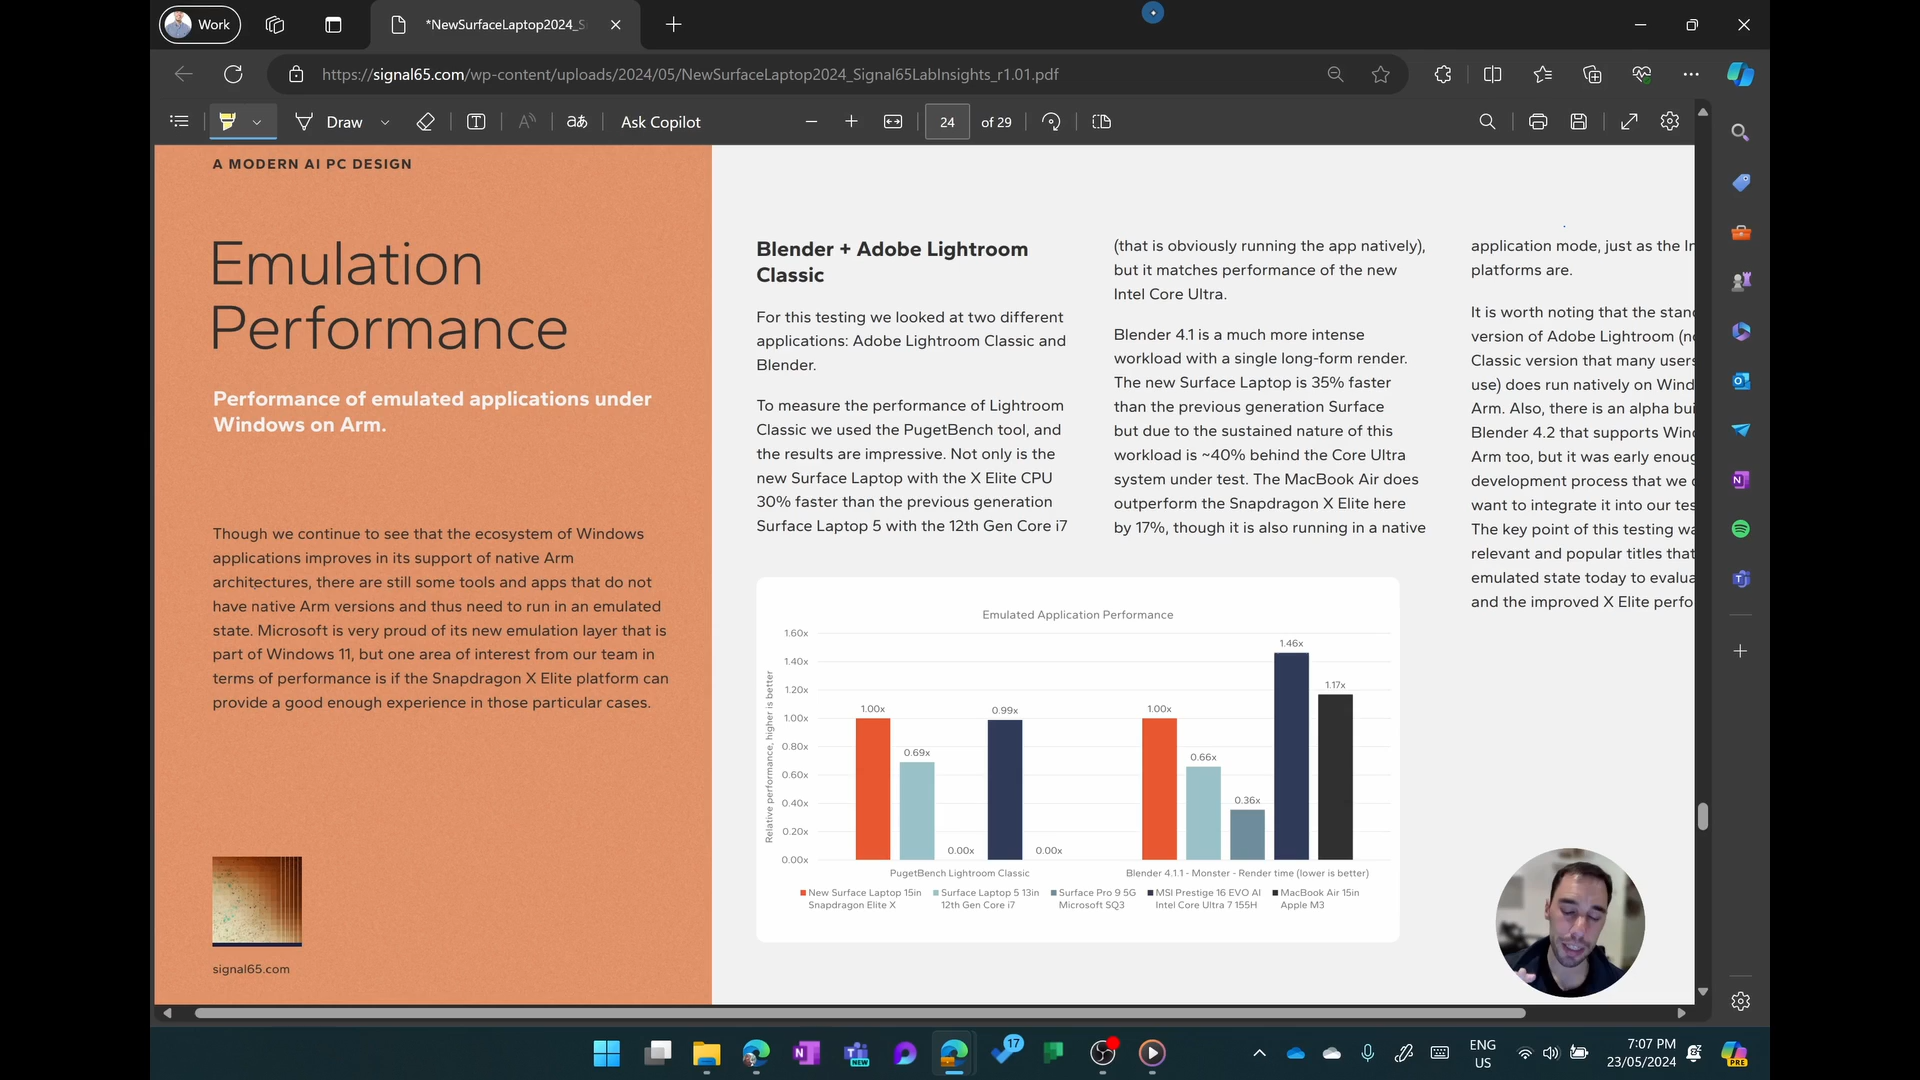 Work
*NewSurfaceLaptop2024_S
https://signal65.com/wp-content/uploads/2024/05/NewSurfaceLaptop2024_Signal65LabInsights_r1.01.pdf
Draw
Ask Copilot
24 of 29
A MODERN AI PC DESIGN
Emulation
Performance
Performance of emulated applications under
Windows on Arm.
Though we continue to see that the ecosystem of Windows
applications improves in its support of native Arm
architectures, there are still some tools and apps that do not
have native Arm versions and thus need to run in an emulated
state. Microsoft is very proud of its new emulation layer that is
part of Windows 11, but one area of interest from our team in
terms of performance is if the Snapdragon X Elite platform can
provide a good enough experience in those particular cases.
signal65.com
Blender + Adobe Lightroom
Classic
For this testing we looked at two different
applications: Adobe Lightroom Classic and
Blender.
To measure the performance of Lightroom
Classic we used the PugetBench tool, and
the results are impressive. Not only is the
new Surface Laptop with the X Elite CPU
30% faster than the previous generation
Surface Laptop 5 with the 12th Gen Core i7
(that is obviously running the app natively),
but it matches performance of the new
Intel Core Ultra.
Blender 4.1 is a much more intense
workload with a single long-form render.
The new Surface Laptop is 35% faster
than the previous generation Surface
but due to the sustained nature of this
workload is ~40% behind the Core Ultra
system under test. The MacBook Air does
outperform the Snapdragon X Elite here
by 17%, though it is also running in a native
application mode, just as the In
platforms are.
It is worth noting that the stan
version of Adobe Lightroom (n
Classic version that many users
use) does run natively on Wind
Arm. Also, there is an alpha bui
Blender 4.2 that supports Wind
Arm too, but it was early enoug
development process that we d
want to integrate it into our tes
The key point of this testing wa
relevant and popular titles that
emulated state today to evalua
and the improved X Elite perfo
Emulated Application Performance
Relative performance, higher is better
1.60x
1.40x
1.20x
1.00x
0.80x
0.60x
0.40x
0.20x
0.00x
1.00x
0.69x
0.00x
0.99x
0.00x
1.00x
0.66x
0.36x
1.46x
1.17x
PugetBench Lightroom Classic
Blender 4.1.1 - Monster - Render time (lower is better)
New Surface Laptop 15in
Snapdragon Elite X
Surface Laptop 5 13in
12th Gen Core i7
Surface Pro 9 5G
Microsoft SQ3
MSI Prestige 16 EVO AI
Intel Core Ultra 7 155H
MacBook Air 15in
Apple M3
NEW
17
ENG
US
7:07 PM
23/05/2024
PRE